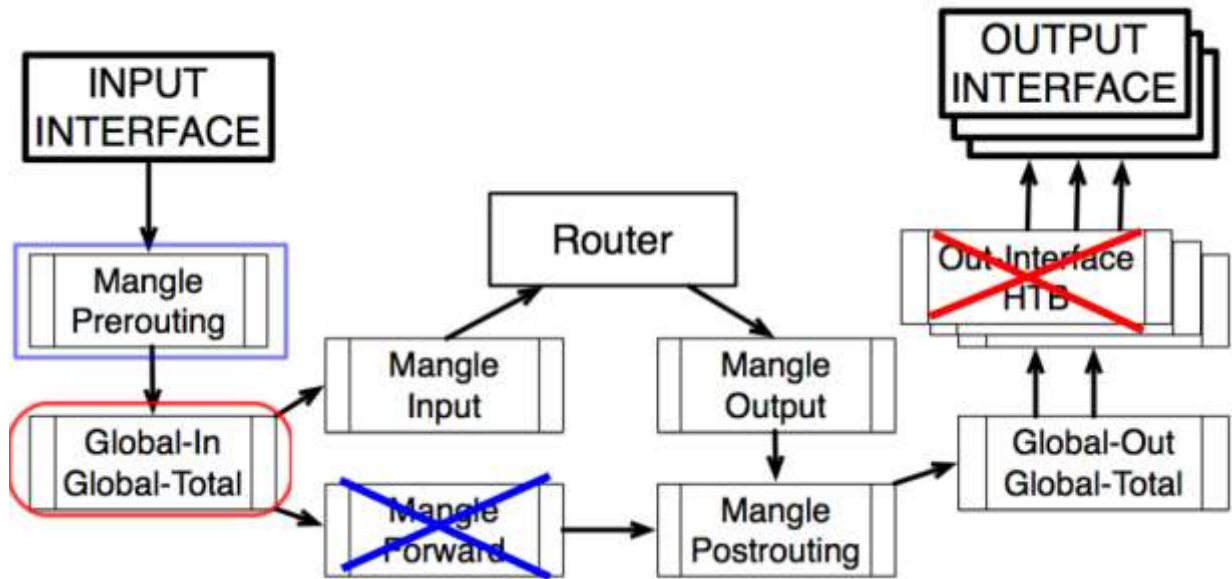 INPUT
INTERFACE
OUTPUT
INTERFACE
Router
Mangle
Prerouting
Out-Interface
HTB
Mangle
Input
Mangle
Output
Global-In
Global-Total
Mangle
Forward
Mangle
Postrouting
Global-Out
Global-Total